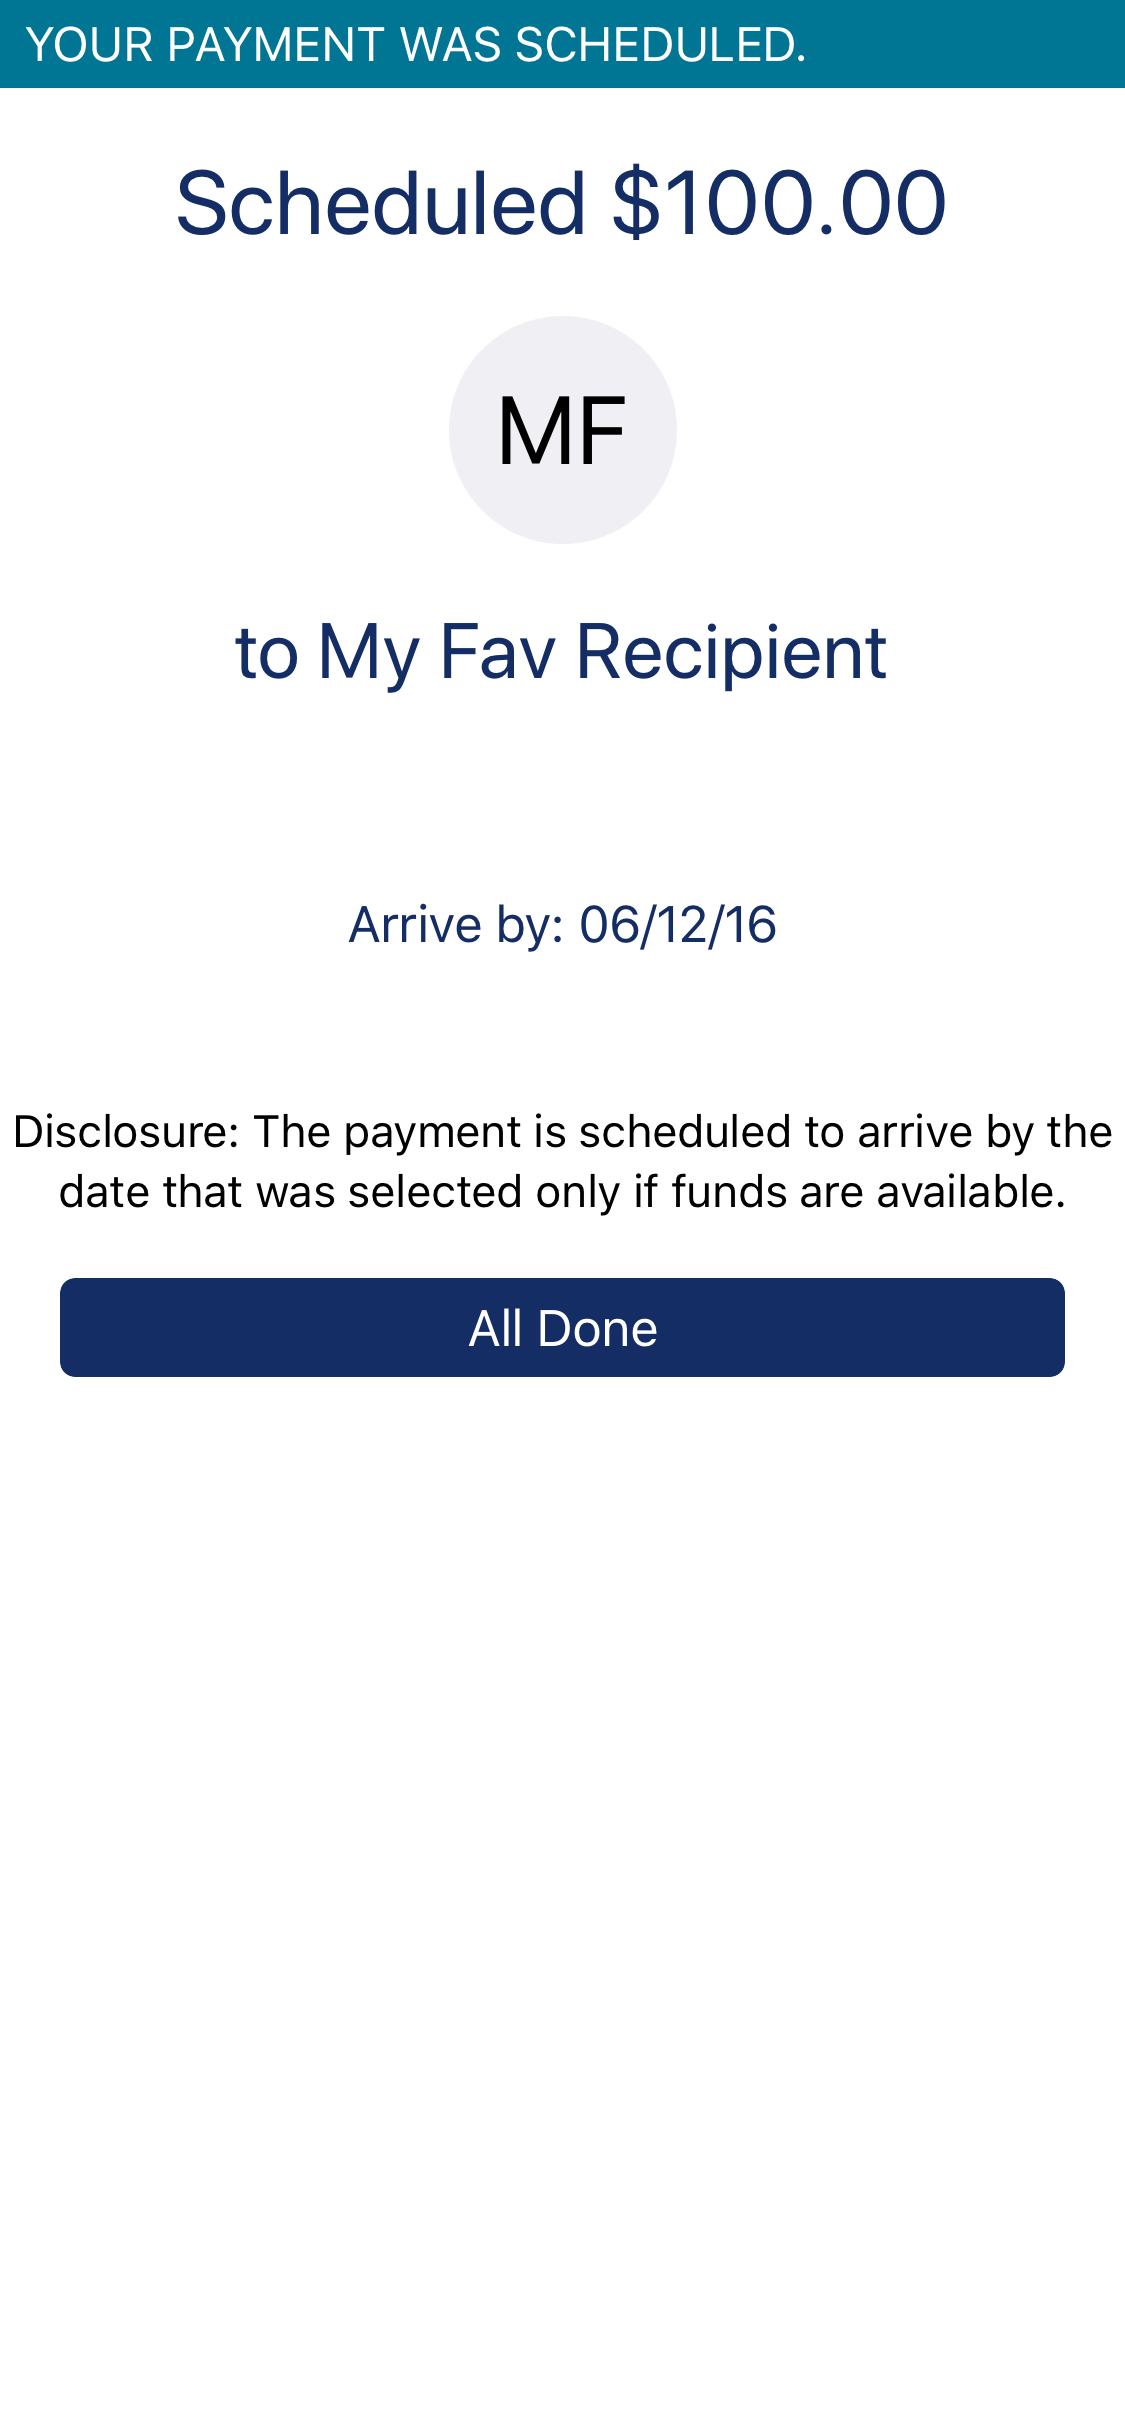 YOUR PAYMENT WAS SCHEDULED.
Scheduled $100.00
MF
to My Fav Recipient
Arrive by: 06/12/16
Disclosure: The payment is scheduled to arrive by the
date that was selected only if funds are available.
All Done